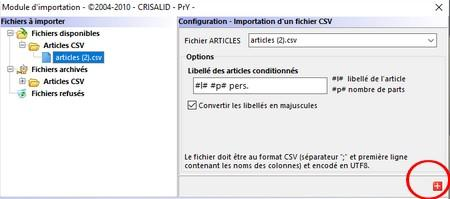 Module d'importation - ©2004-2010 - CRISALID - PrY -
Fichiers à importer
Fichiers disponibles
Articles CSV
articles (2).csv
Fichiers archivés
Articles CSV
Fichiers refusés
Configuration - Importation d'un fichier CSV
Fichier ARTICLES
articles (2).csv
Options
Libellé des articles conditionnés
#l# #p# pers.
#l# libellé de l'article
#p# nombre de parts
Convertir les libellés en majuscules
Le fichier doit être au format CSV (séparateur ";" et première ligne
contenant les noms des colonnes) et encodé en UTF8.